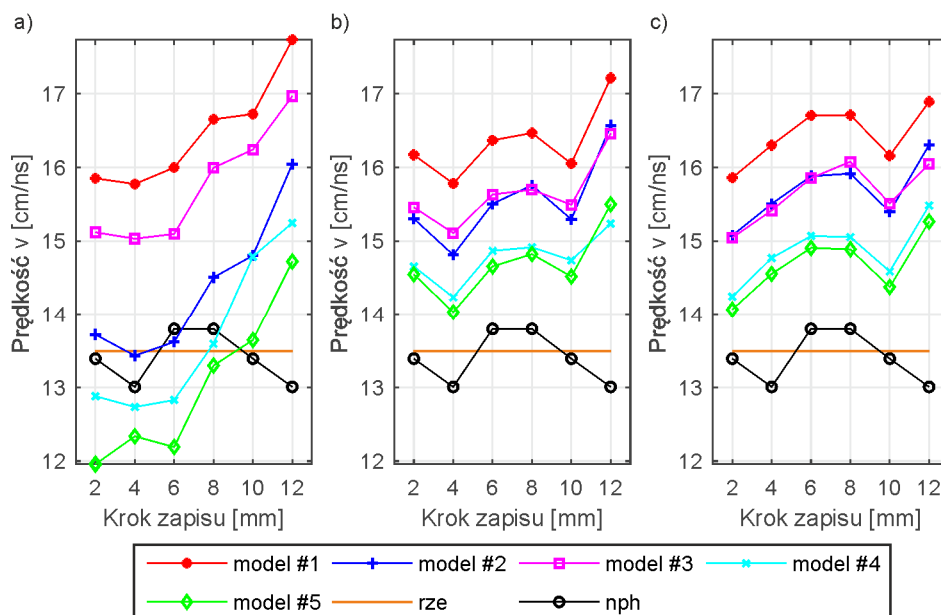 a)
b)
c)
17
16
15
14
13
12
2 4 6 8 10 12
Prędkość v [cm/ns]
Krok zapisu [mm]
17
16
15
14
13
12
2 4 6 8 10 12
Prędkość v [cm/ns]
Krok zapisu [mm]
17
16
15
14
13
12
2 4 6 8 10 12
Prędkość v [cm/ns]
Krok zapisu [mm]
model #1 model #2 model #3 model #4
model #5 rze nph